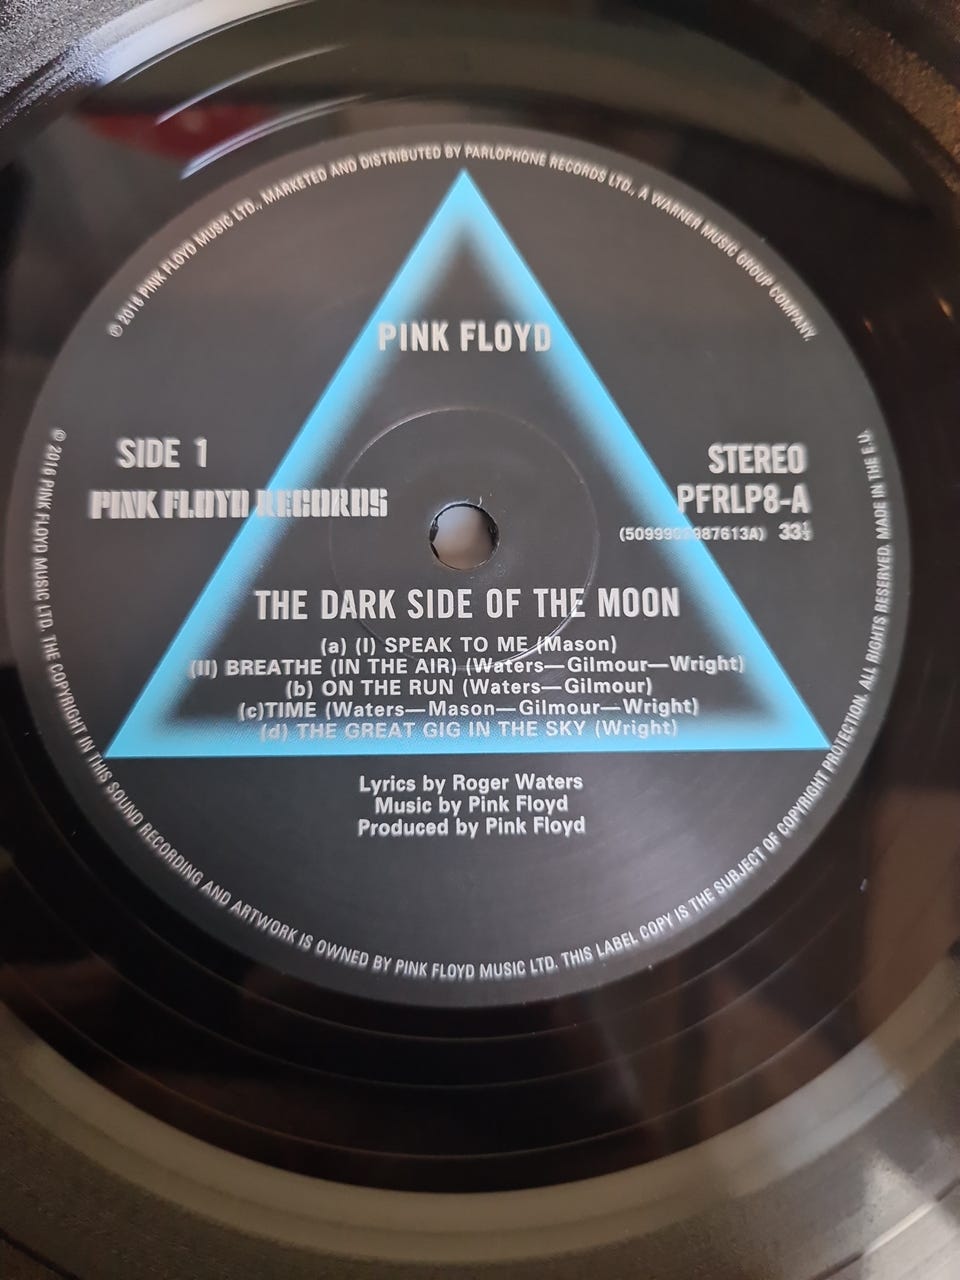 ℗ 2016 PINK FLOYD MUSIC LTD., MARKETED AND DISTRIBUTED BY PARLOPHONE RECORDS LTD., A WARNER MUSIC GROUP COMPANY.
PINK FLOYD
SIDE 1
PINK FLOYD RECORDS
STEREO
PFRLP8-A
33⅓
THE DARK SIDE OF THE MOON
(a) (I) SPEAK TO ME (Mason)
(II) BREATHE (IN THE AIR) (Waters—Gilmour—Wright)
(b) ON THE RUN (Waters—Gilmour)
(c)TIME (Waters—Mason—Gilmour—Wright)
(d) THE GREAT GIG IN THE SKY (Wright)
Lyrics by Roger Waters
Music by Pink Floyd
Produced by Pink Floyd
© 2016 PINK FLOYD MUSIC LTD. THE COPYRIGHT IN THIS SOUND RECORDING AND ARTWORK IS OWNED BY PINK FLOYD MUSIC LTD. THIS LABEL COPY IS THE SUBJECT OF COPYRIGHT PROTECTION. ALL RIGHTS RESERVED. MADE IN THE E.U.